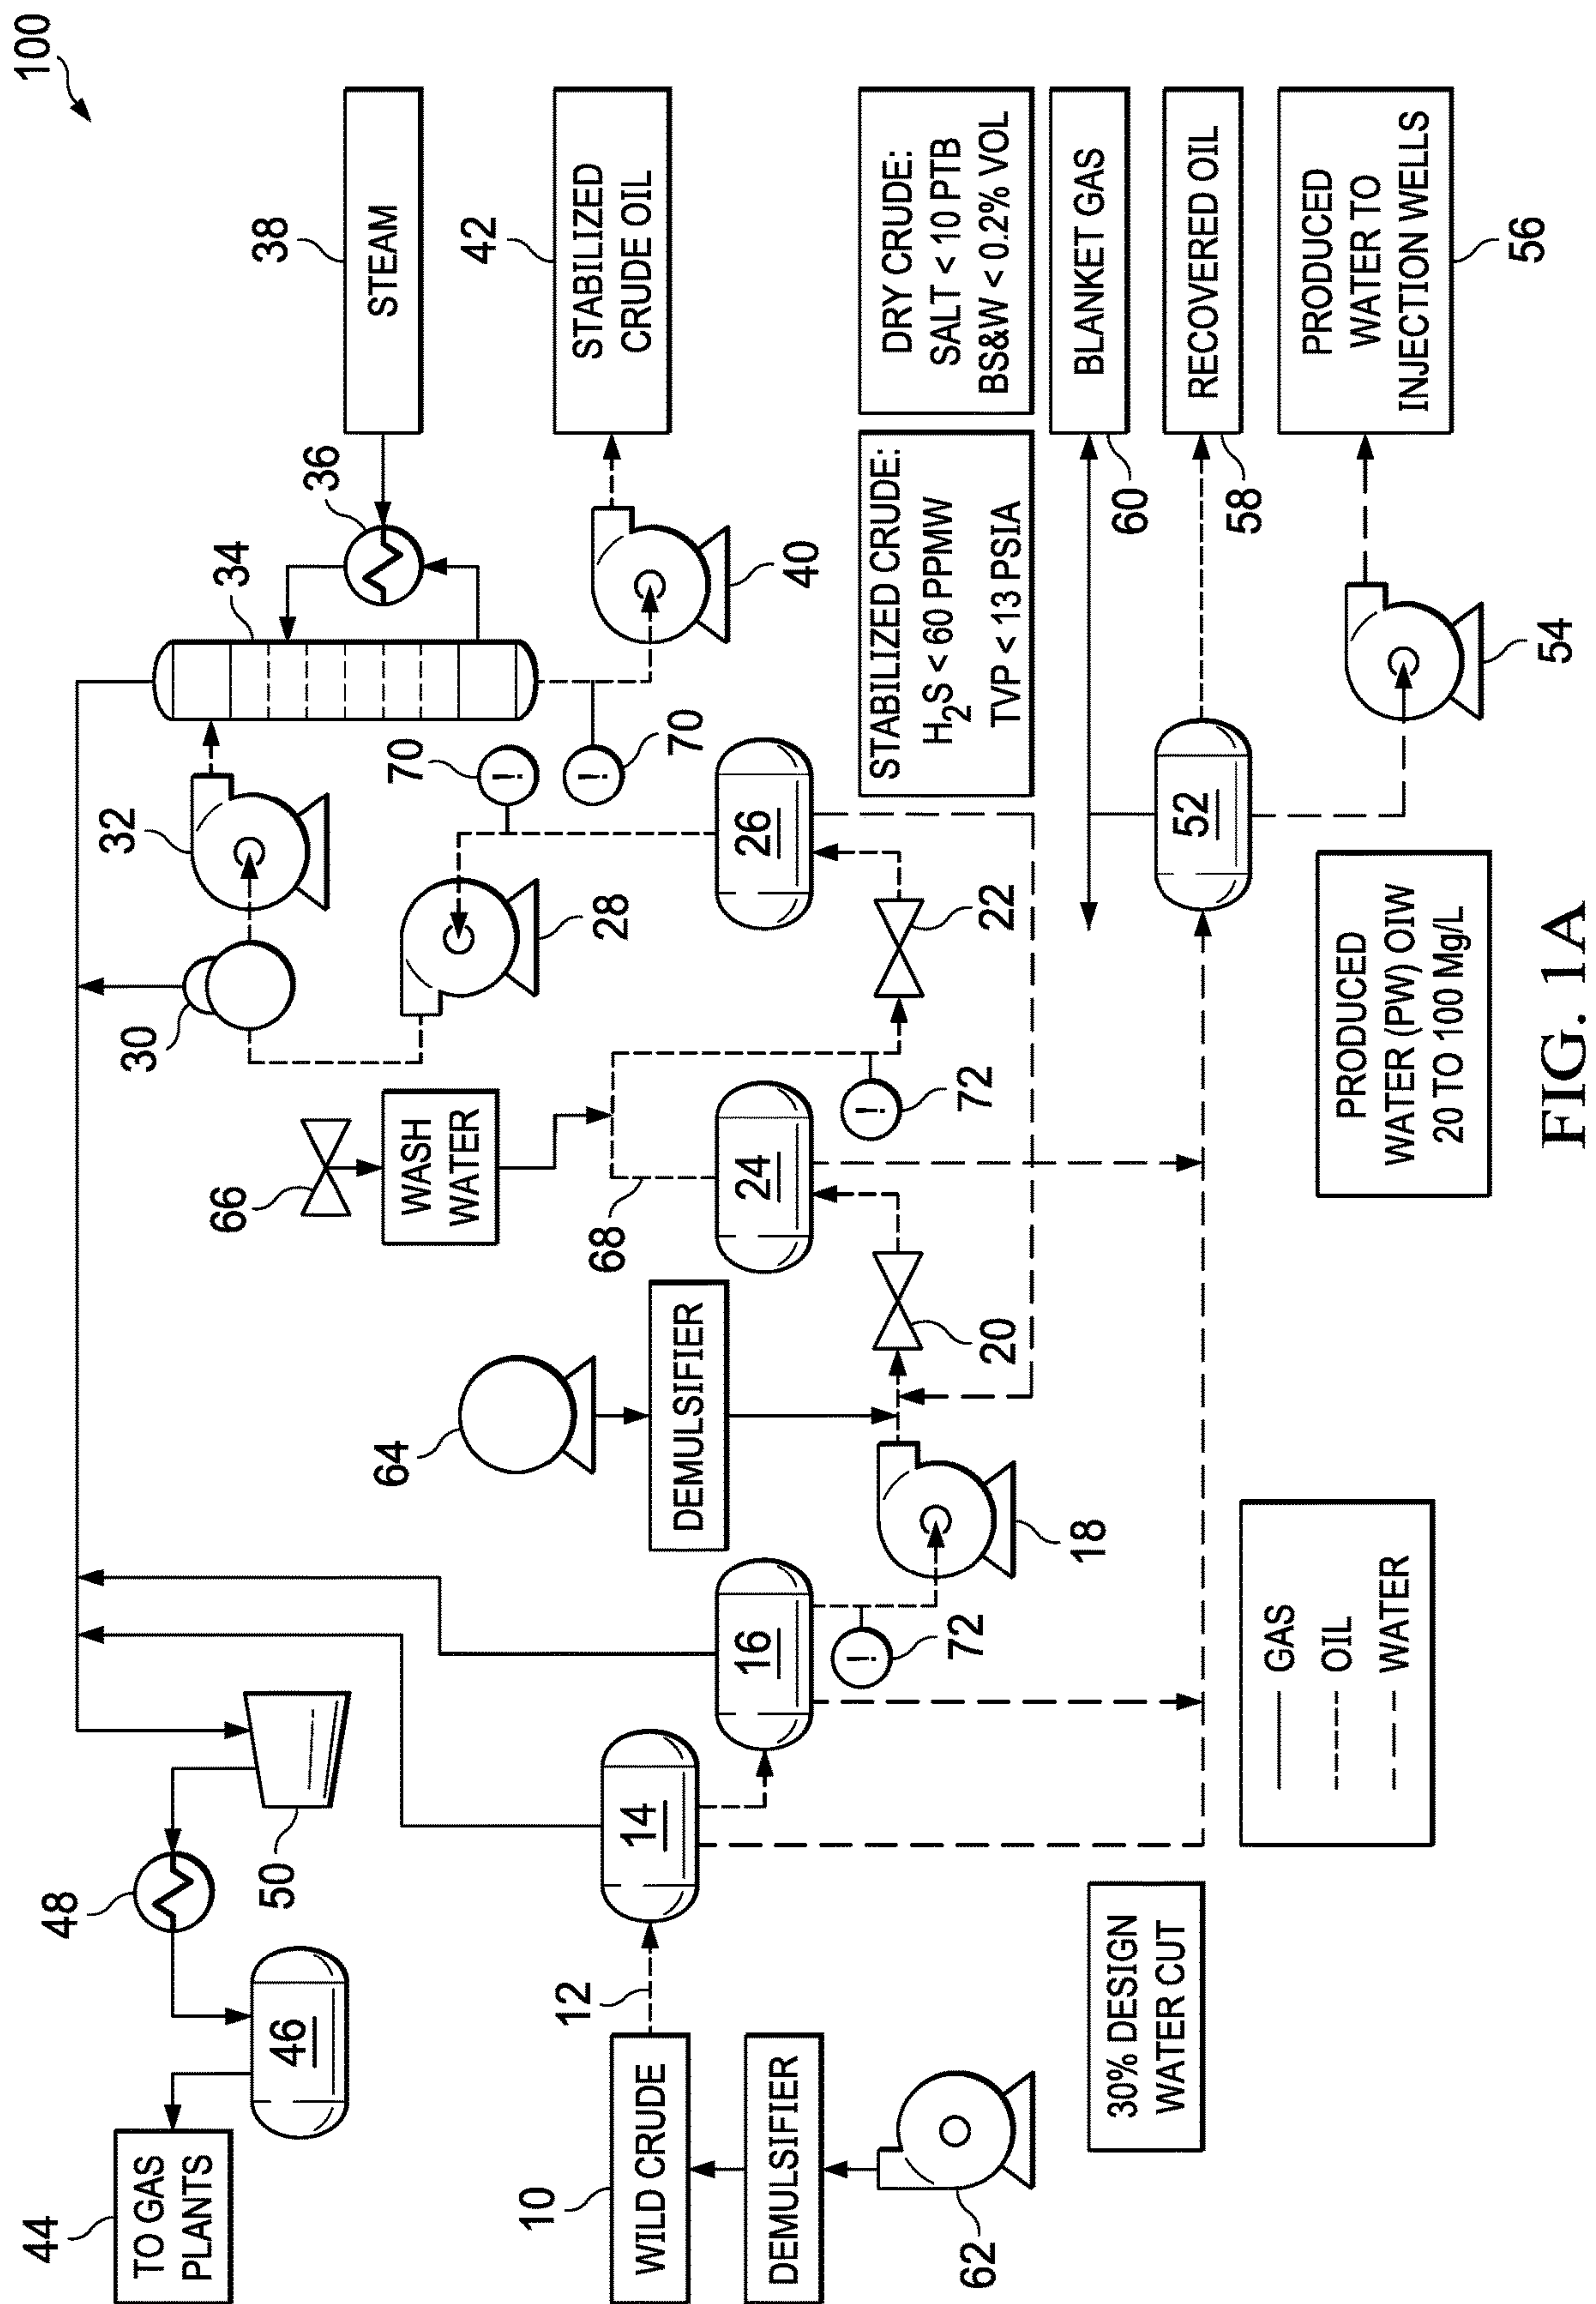 100
44
TO GAS
PLANTS
46
48
50
38
STEAM
36
34
32
30
42
STABILIZED
CRUDE OIL
40
70
70
28
66
WASH
WATER
68
64
DEMULSIFIER
10
WILD CRUDE
12
14
16
72
18
20
24
72
22
26
DEMULSIFIER
62
STABILIZED CRUDE:
H2S < 60 PPMW
TVP < 13 PSIA
DRY CRUDE:
SALT < 10 PTB
BS&W < 0.2% VOL
30% DESIGN
WATER CUT
GAS
OIL
WATER
BLANKET GAS
60
RECOVERED OIL
58
52
54
PRODUCED
WATER TO
INJECTION WELLS
56
PRODUCED
WATER (PW) OIW
20 TO 100 Mg/L
FIG. 1A